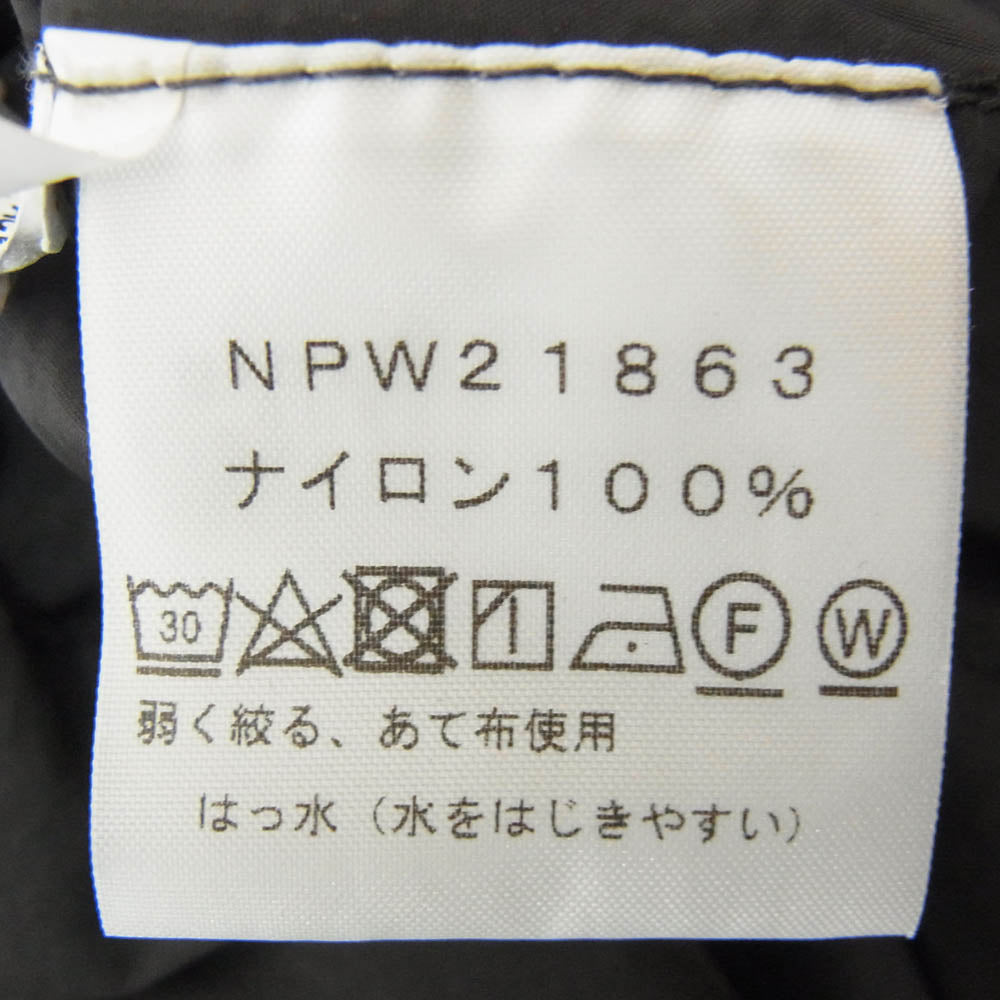 NPW21863
ナイロン100%
30 F W
弱く絞る、あて布使用
はっ水（水をはじきやすい）